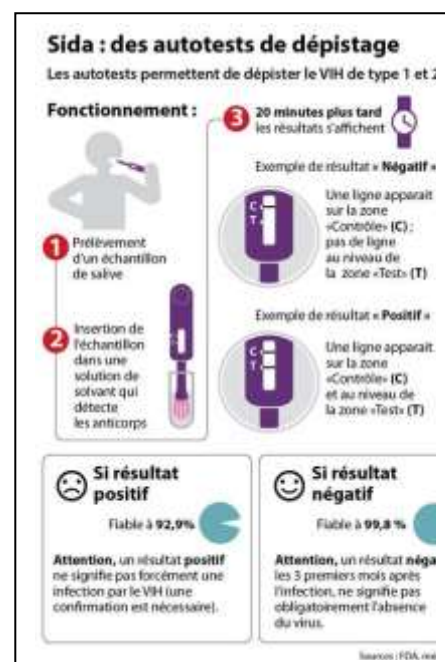 Sida : des autotests de dépistage
Les autotests permettent de dépister le VIH de type 1 et 2
Fonctionnement :
1
Prélèvement
d'un échantillon
de salive
2
Insertion de
l'échantillon
dans une
solution de
solvant qui
détecte
les anticorps
3
20 minutes plus tard
les résultats s'affichent
Exemple de résultat « Négatif »
C
T
Une ligne apparait
sur la zone
«Contrôle» (C) ;
pas de ligne
au niveau de
la zone «Test» (T)
Exemple de résultat « Positif »
C
T
Une ligne apparait
sur la zone
«Contrôle» (C)
et au niveau de
la zone «Test» (T)
Si résultat
positif
Fiable à 92,9%
Attention, un résultat positif
ne signifie pas forcément une
infection par le VIH (une
confirmation est nécessaire).
Si résultat
négatif
Fiable à 99,8 %
Attention, un résultat néga
les 3 premiers mois après
l'infection, ne signifie pas
obligatoirement l'absence
du virus.
Sources : FDA,